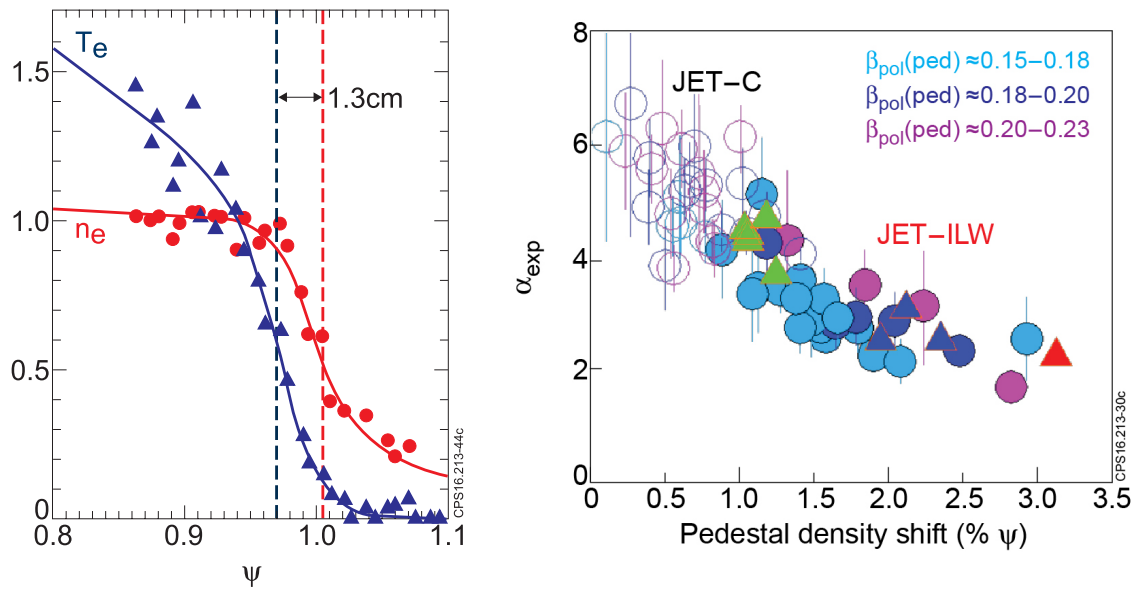 Te
1.3cm
ne
1.5
1.0
0.5
0
0.8
0.9
1.0
1.1
ψ
CPS16.213-44c
8
6
4
2
0
αexp
JET–C
βpol(ped) ≈0.15–0.18
βpol(ped) ≈0.18–0.20
βpol(ped) ≈0.20–0.23
JET–ILW
0
0.5
1.0
1.5
2.0
2.5
3.0
3.5
Pedestal density shift (% ψ)
CPS16.213-30c